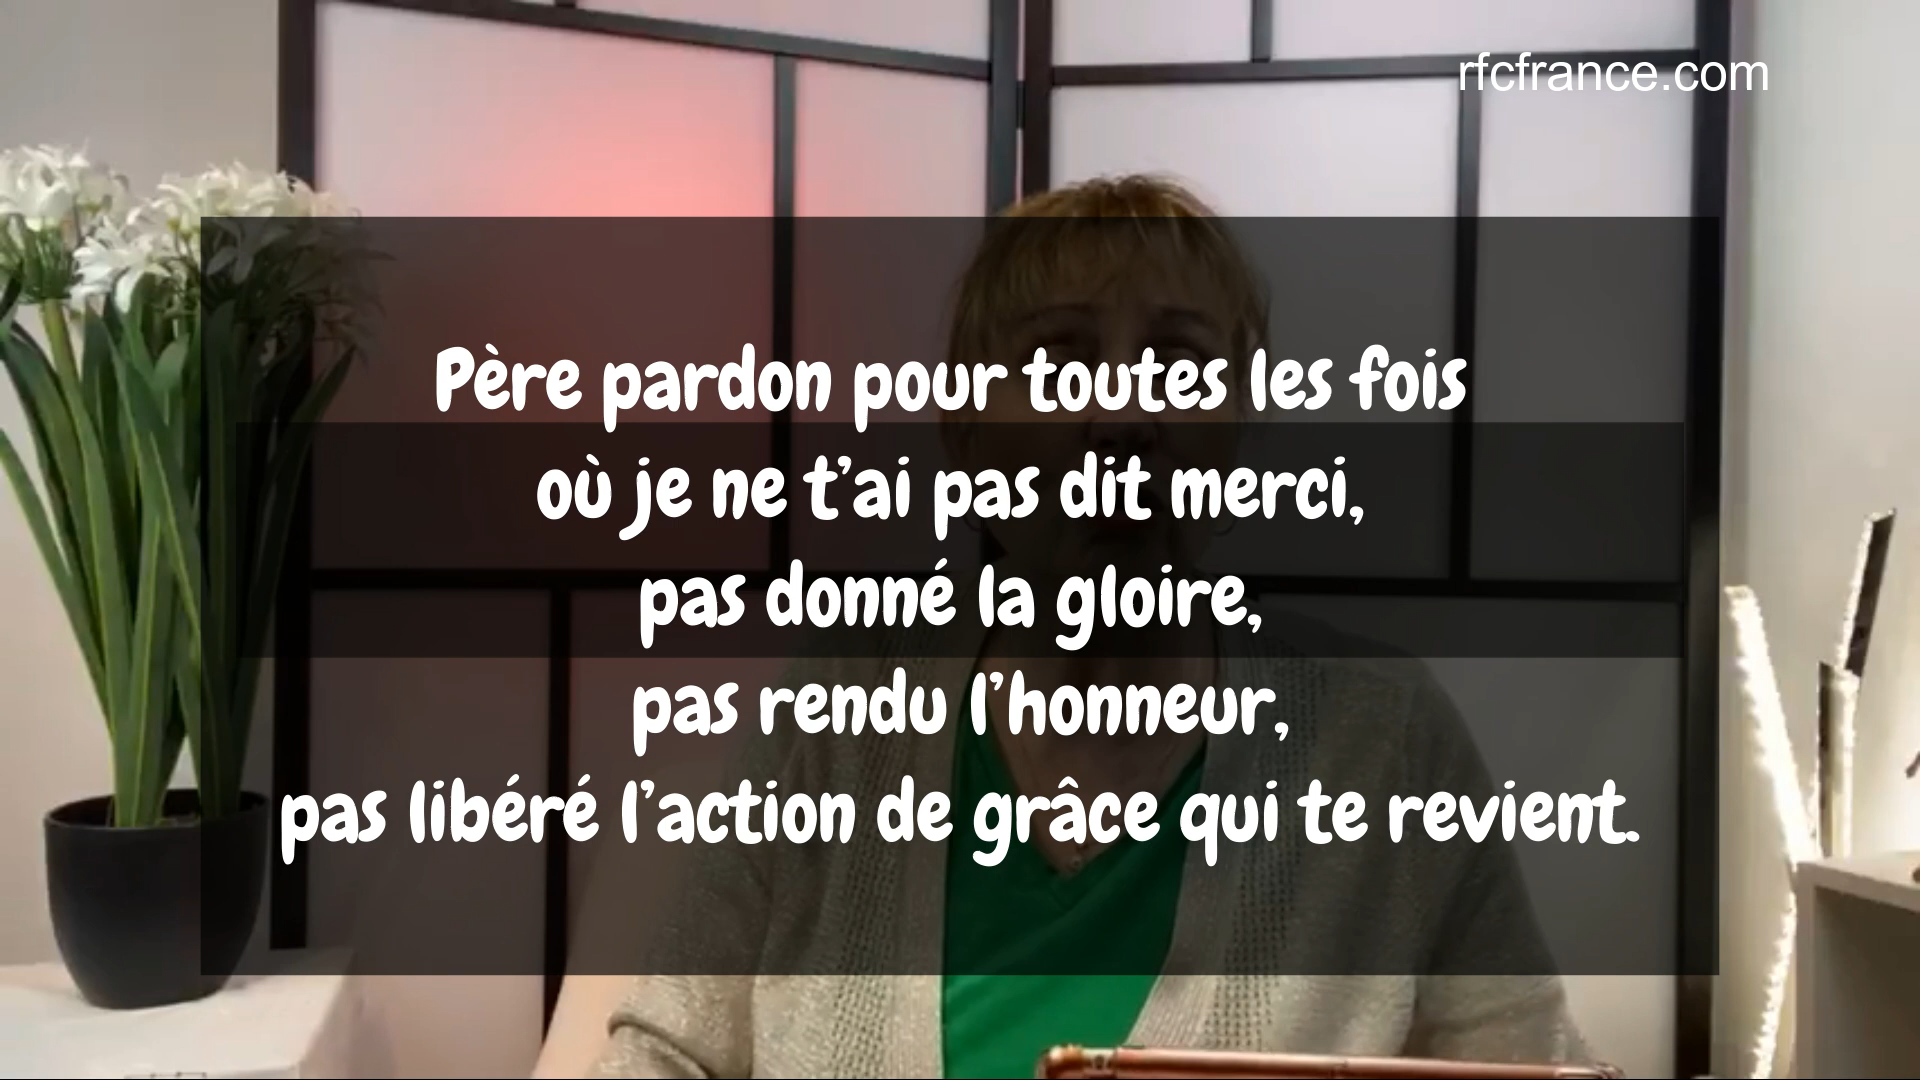 rfcfrance.com
Père pardon pour toutes les fois
où je ne t'ai pas dit merci,
pas donné la gloire,
pas rendu l'honneur,
pas libéré l'action de grâce qui te revient.